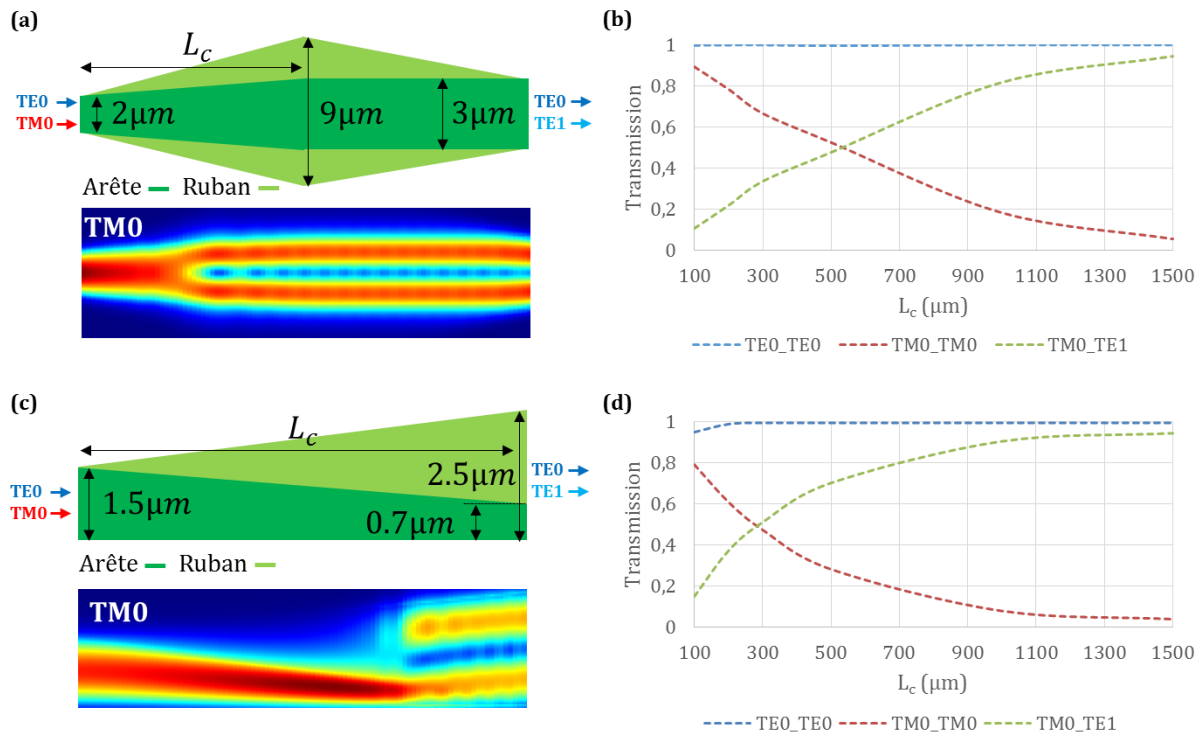 (a)
L_c
TE0
TM0
2μm
9μm
3μm
TE0
TE1
Arête Ruban
TM0
(b)
Transmission
1
0,8
0,6
0,4
0,2
0
100 300 500 700 900 1100 1300 1500
L_c (μm)
TE0_TE0 TM0_TM0 TM0_TE1
(c)
L_c
TE0
TM0
1.5μm
2.5μm
0.7μm
TE0
TE1
Arête Ruban
TM0
(d)
Transmission
1
0,8
0,6
0,4
0,2
0
100 300 500 700 900 1100 1300 1500
L_c (μm)
TE0_TE0 TM0_TM0 TM0_TE1